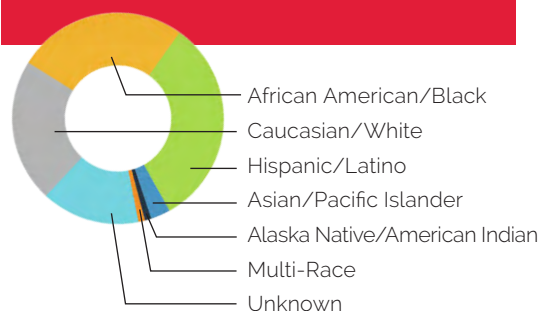 African American/Black
Caucasian/White
Hispanic/Latino
Asian/Pacific Islander
Alaska Native/American Indian
Multi-Race
Unknown